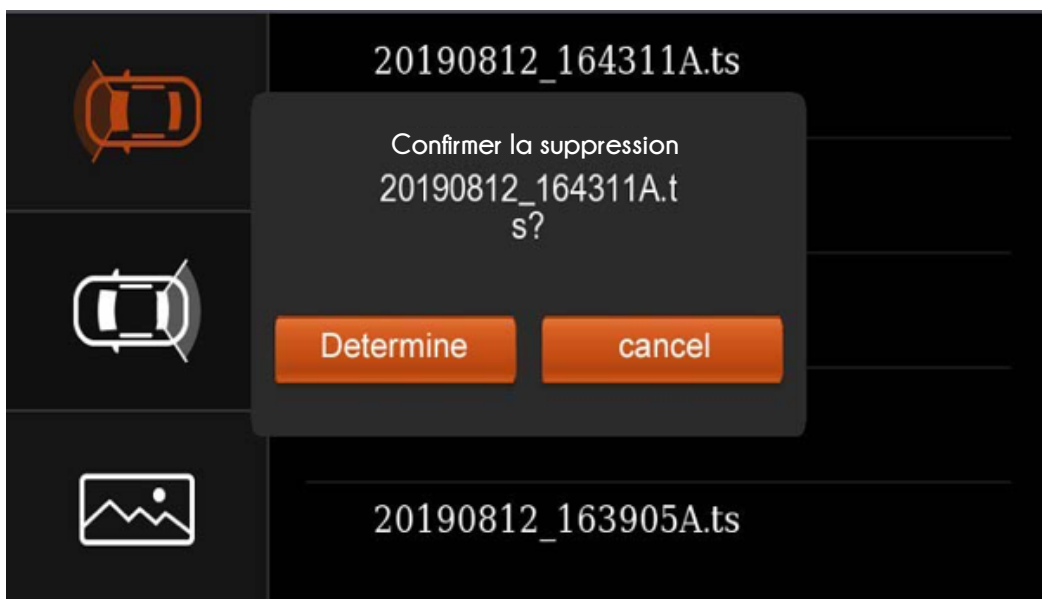 20190812_164311A.ts
Confirmer la suppression
20190812_164311A.t
s?
Determine
cancel
20190812_163905A.ts